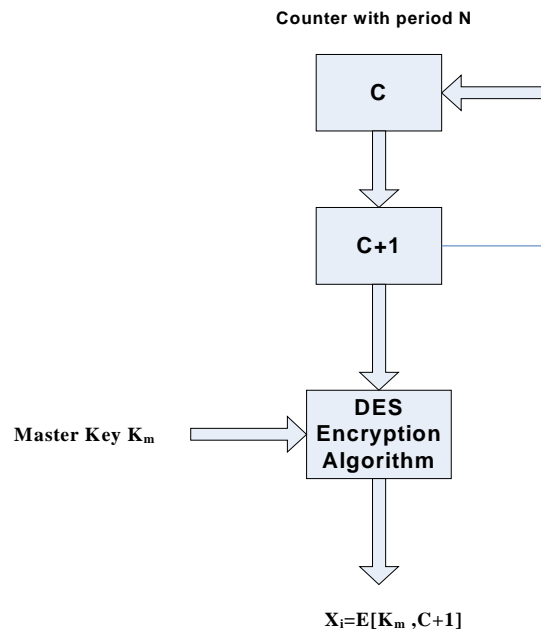 Counter with period N
C
C+1
DES
Encryption
Algorithm
Master Key Kₘ
Xᵢ=E[Kₘ ,C+1]